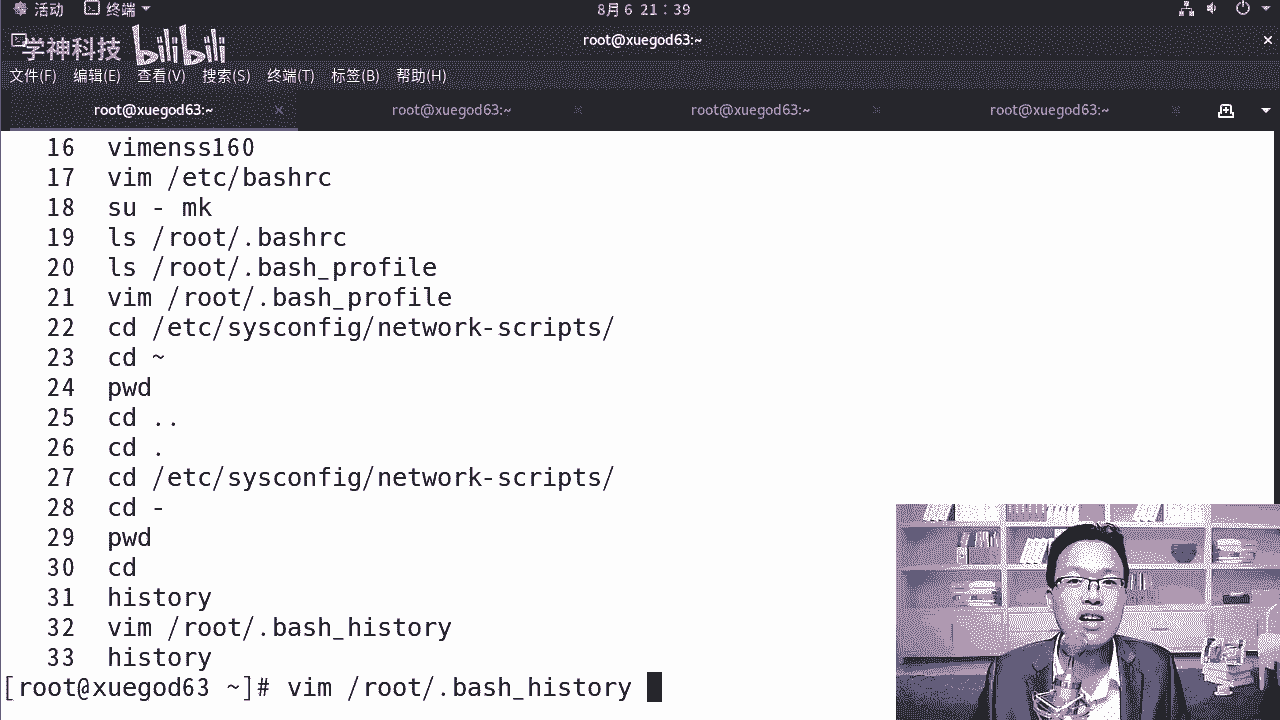 活动 终端 8月 6 21：39
学神科技 bilibili root@xuegod63:~ ×
文件(F) 编辑(E) 查看(V) 搜索(S) 终端(T) 标签(B) 帮助(H)
root@xuegod63:~ × root@xuegod63:~ × root@xuegod63:~ × root@xuegod63:~ ×
16 vimenss160
17 vim /etc/bashrc
18 su - mk
19 ls /root/.bashrc
20 ls /root/.bash_profile
21 vim /root/.bash_profile
22 cd /etc/sysconfig/network-scripts/
23 cd ~
24 pwd
25 cd ..
26 cd .
27 cd /etc/sysconfig/network-scripts/
28 cd -
29 pwd
30 cd
31 history
32 vim /root/.bash_history
33 history
[root@xuegod63 ~]# vim /root/.bash_history